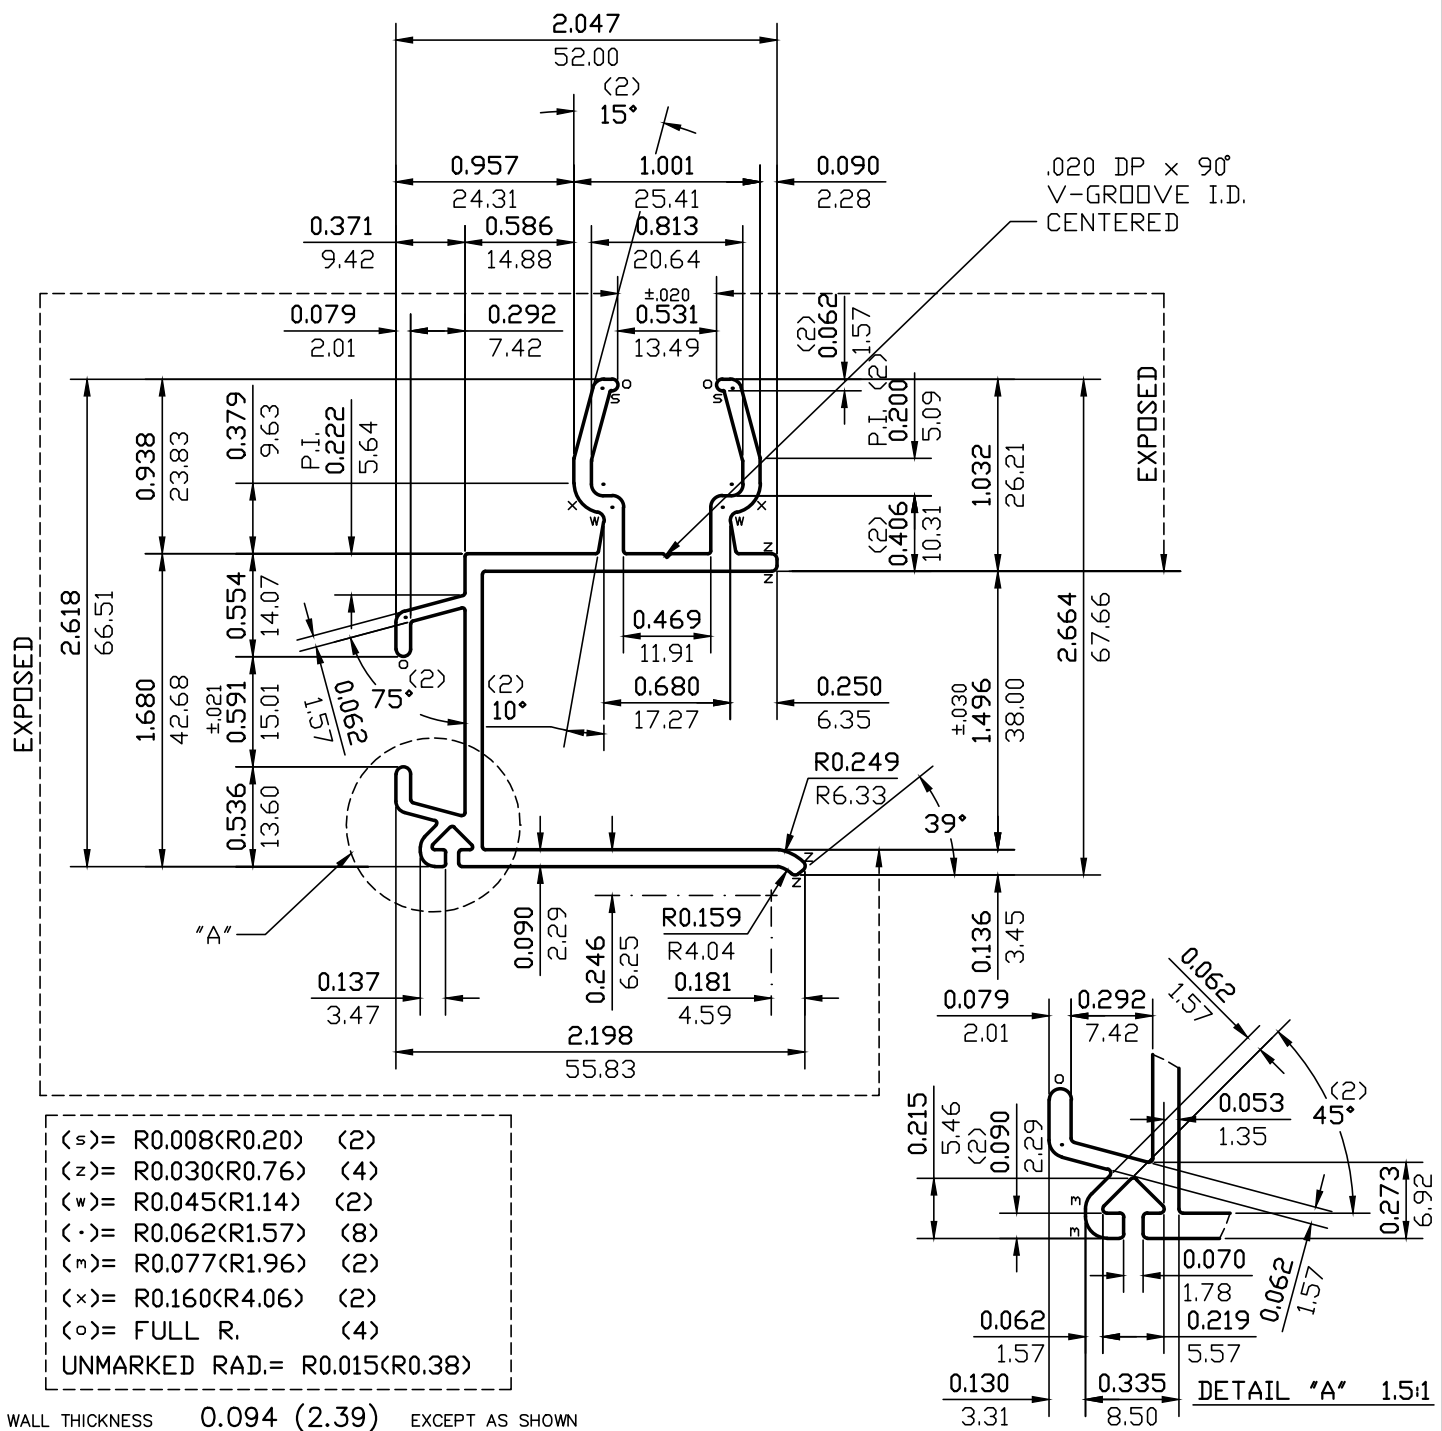 2.047
52.00
(2)
15°
0.957
24.31
1.001
25.41
0.090
2.28
.020 DP x 90°
V-GROOVE I.D.
CENTERED
0.371
9.42
0.586
14.88
0.813
20.64
±.020
0.079
2.01
0.292
7.42
0.531
13.49
(2)
0.062
1.57
EXPOSED
0.938
23.83
0.379
9.63
P.I.
0.222
5.64
O
S
O
S
P.I. (2)
0.200
5.09
1.032
26.21
X
W
W
X
(2)
0.406
10.31
Z
Z
EXPOSED
2.618
66.51
1.680
42.68
0.554
14.07
±.021
0.591
15.01
0.536
13.60
O
75°
(2)
0.062
1.57
(2)
10°
0.469
11.91
0.680
17.27
0.250
6.35
2.664
67.66
±.030
1.496
38.00
R0.249
R6.33
39°
Z
Z
"A"
0.090
2.29
0.246
6.25
R0.159
R4.04
0.136
3.45
0.137
3.47
0.181
4.59
2.198
55.83
0.079
2.01
0.292
7.42
0.062
1.57
O
0.215
5.46
(2)
0.090
2.29
0.053
1.35
(2)
45°
0.273
6.92
m
m
0.070
1.78
0.062
1.57
0.062
1.57
0.219
5.57
0.130
3.31
0.335
8.50
DETAIL "A" 1.5:1
(s)= R0.008(R0.20) (2)
(z)= R0.030(R0.76) (4)
(w)= R0.045(R1.14) (2)
(·)= R0.062(R1.57) (8)
(m)= R0.077(R1.96) (2)
(x)= R0.160(R4.06) (2)
(o)= FULL R. (4)
UNMARKED RAD.= R0.015(R0.38)
WALL THICKNESS 0.094 (2.39) EXCEPT AS SHOWN